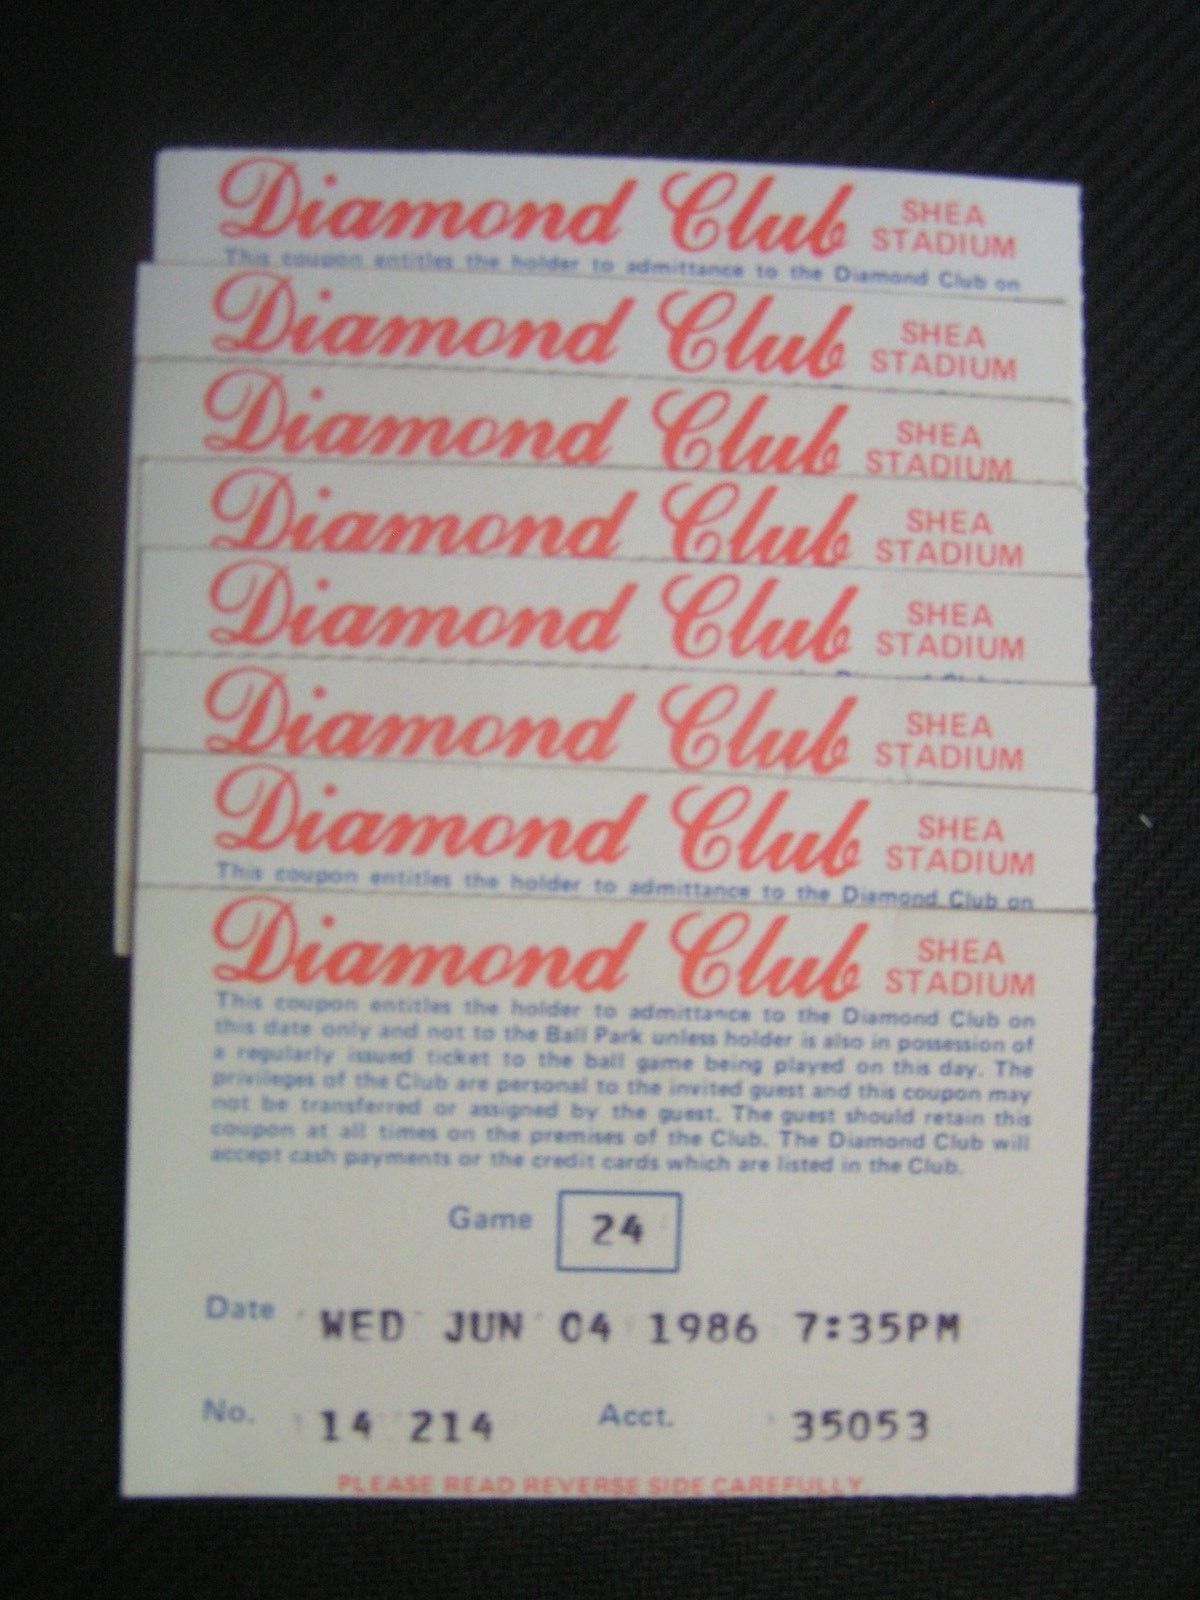 Diamond Club SHEA STADIUM
This coupon entitles the holder to admittance to the Diamond Club on
Diamond Club SHEA STADIUM
Diamond Club SHEA STADIUM
Diamond Club SHEA STADIUM
Diamond Club SHEA STADIUM
Diamond Club SHEA STADIUM
Diamond Club SHEA STADIUM
This coupon entitles the holder to admittance to the Diamond Club on
Diamond Club SHEA STADIUM
This coupon entitles the holder to admittance to the Diamond Club on
this date only and not to the Ball Park unless holder is also in possession of
a regularly issued ticket to the ball game being played on this day. The
privileges of the Club are personal to the invited guest and this coupon may
not be transferred or assigned by the guest. The guest should retain this
coupon at all times on the premises of the Club. The Diamond Club will
accept cash payments or the credit cards which are listed in the Club.
Game 24
Date WED JUN 04 1986 7:35PM
No. 14 214 Acct. 35053
PLEASE READ REVERSE SIDE CAREFULLY.